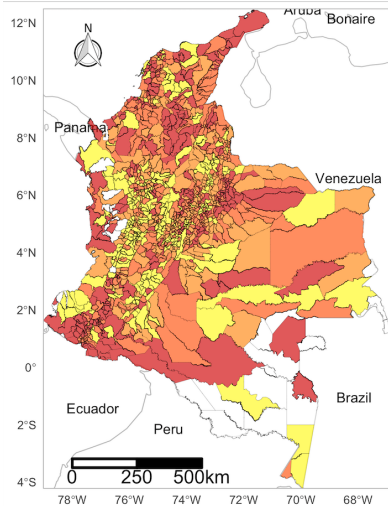 12°N
10°N
8°N
6°N
4°N
2°N
0°
2°S
4°S
N
Aruba
Bonaire
Panama
Venezuela
Ecuador
Peru
Brazil
0 250 500km
78°W 76°W 74°W 72°W 70°W 68°W